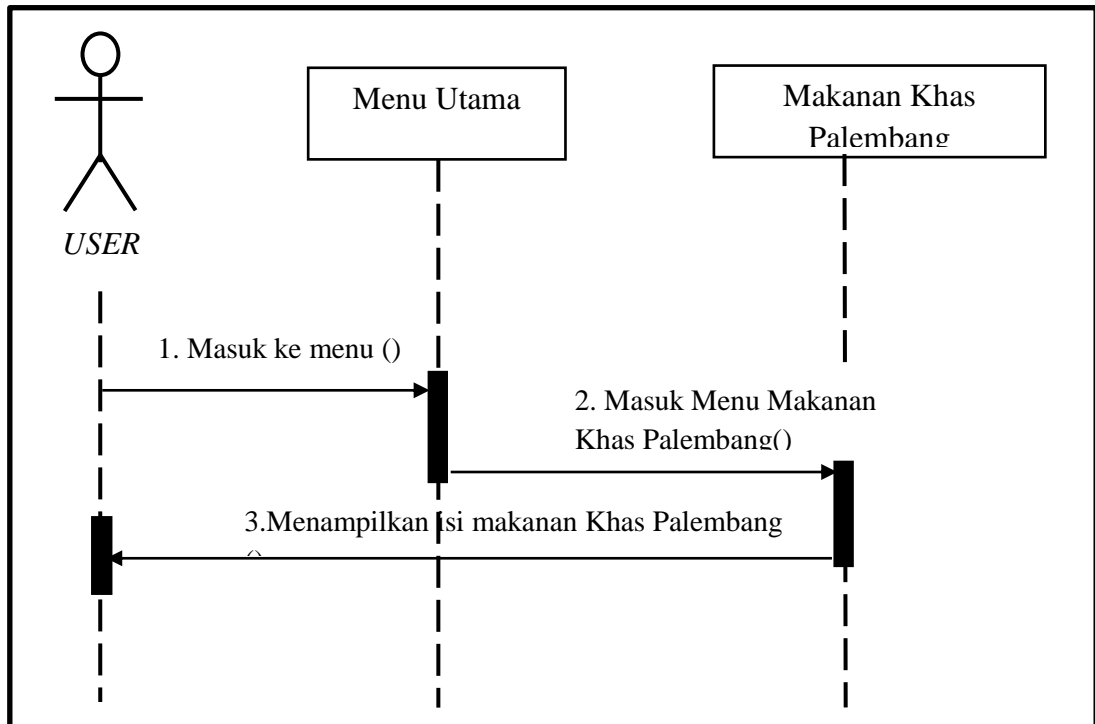 Menu Utama
Makanan Khas
Palembang
USER
1. Masuk ke menu ()
2. Masuk Menu Makanan
Khas Palembang()
3.Menampilkan isi makanan Khas Palembang
()